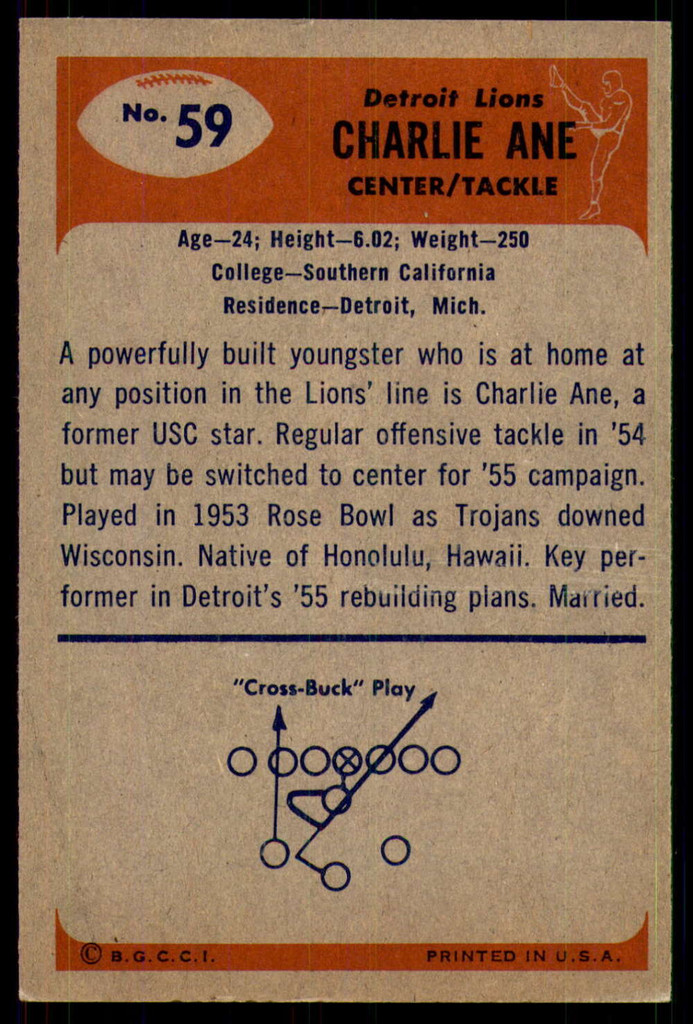 No. 59
Detroit Lions
CHARLIE ANE
CENTER/TACKLE
Age—24; Height—6.02; Weight—250
College—Southern California
Residence—Detroit, Mich.
A powerfully built youngster who is at home at
any position in the Lions' line is Charlie Ane, a
former USC star. Regular offensive tackle in '54
but may be switched to center for '55 campaign.
Played in 1953 Rose Bowl as Trojans downed
Wisconsin. Native of Honolulu, Hawaii. Key per-
former in Detroit's '55 rebuilding plans. Married.
"Cross-Buck" Play
© B.G.C.C.I.
PRINTED IN U.S.A.